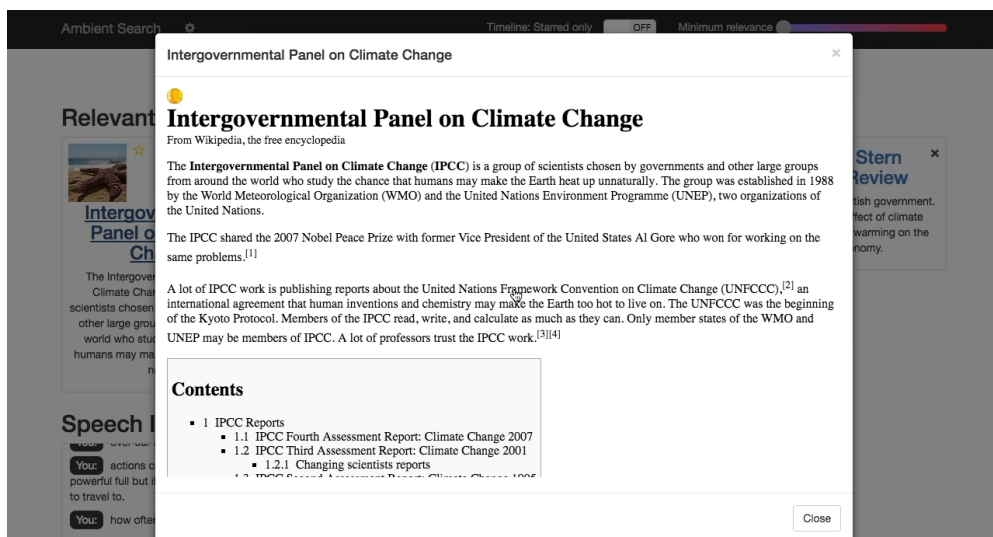 Ambient Search
Timeline: Starred only OFF Minimum relevance
Intergovernmental Panel on Climate Change ×
Intergovernmental Panel on Climate Change
From Wikipedia, the free encyclopedia
The Intergovernmental Panel on Climate Change (IPCC) is a group of scientists chosen by governments and other large groups
from around the world who study the chance that humans may make the Earth heat up unnaturally. The group was established in 1988
by the World Meteorological Organization (WMO) and the United Nations Environment Programme (UNEP), two organizations of
the United Nations.
The IPCC shared the 2007 Nobel Peace Prize with former Vice President of the United States Al Gore who won for working on the
same problems.[1]
A lot of IPCC work is publishing reports about the United Nations Framework Convention on Climate Change (UNFCCC),[2] an
international agreement that human inventions and chemistry may make the Earth too hot to live on. The UNFCCC was the beginning
of the Kyoto Protocol. Members of the IPCC read, write, and calculate as much as they can. Only member states of the WMO and
UNEP may be members of IPCC. A lot of professors trust the IPCC work.[3][4]
Contents
1 IPCC Reports
1.1 IPCC Fourth Assessment Report: Climate Change 2007
1.2 IPCC Third Assessment Report: Climate Change 2001
1.2.1 Changing scientists reports
1.3 IPCC Second Assessment Report: Climate Change 1995
Close
Relevant
Intergov
Panel o
Ch
The Intergover
Climate Char
scientists chosen
other large grou
world who stud
humans may ma
n
Stern ×
Review
tish government.
ffect of climate
warming on the
nomy.
Speech I
You: over our
You: actions c
powerful full but i
to travel to.
You: how often